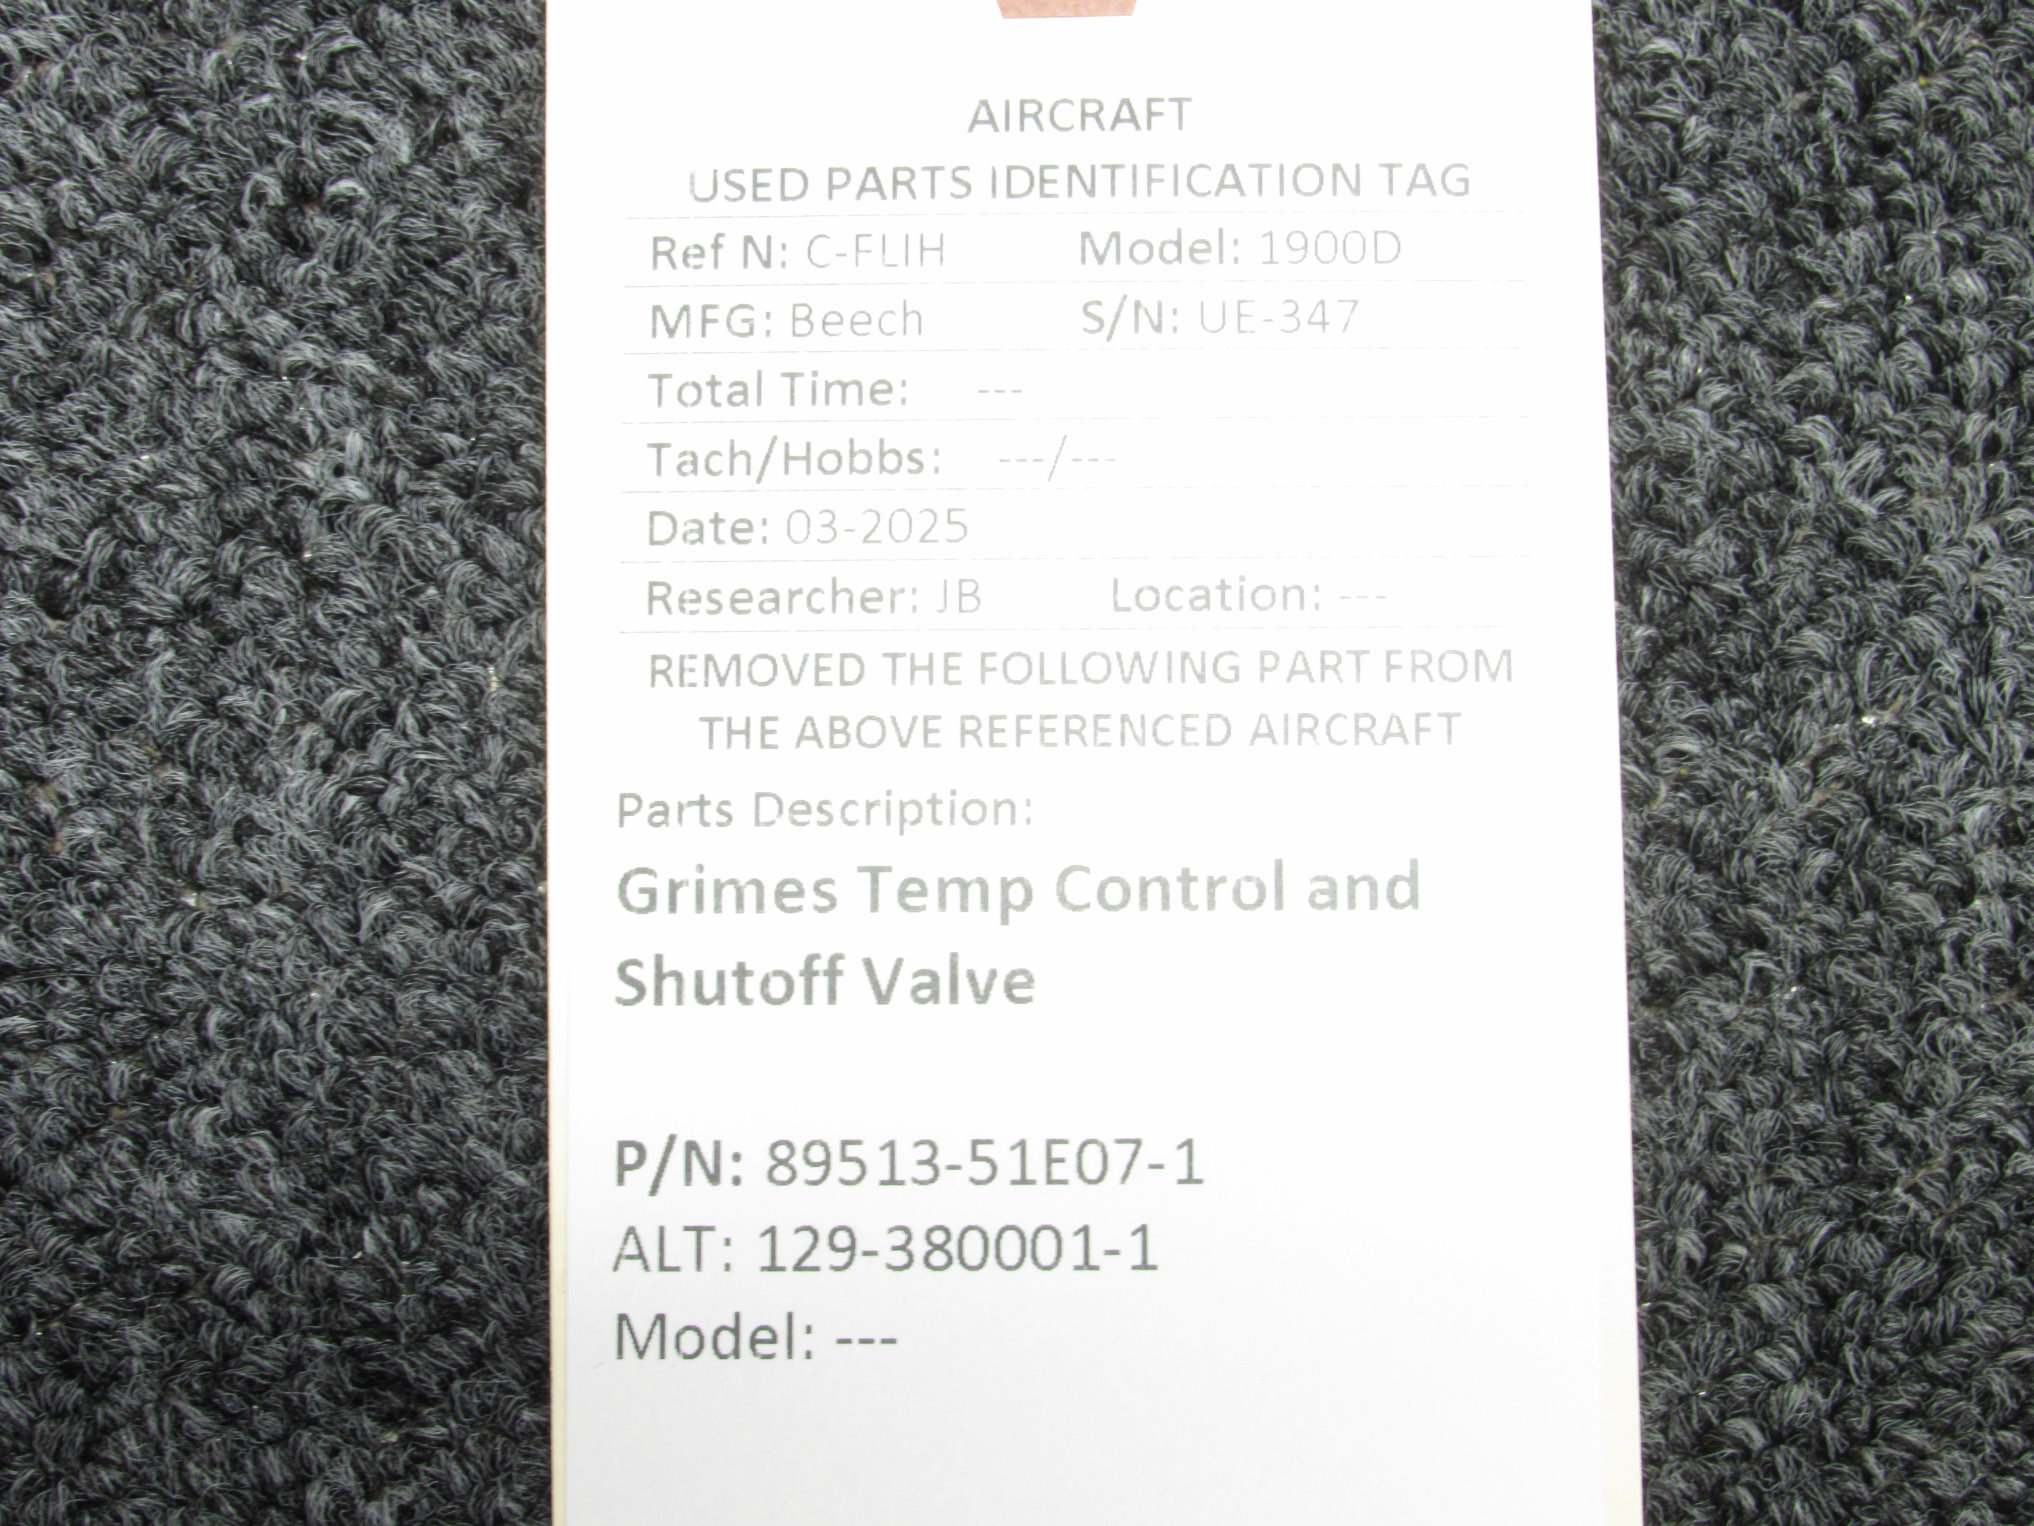 AIRCRAFT
USED PARTS IDENTIFICATION TAG
Ref N: C-FLIH Model: 1900D
MFG: Beech S/N: UE-347
Total Time: ---
Tach/Hobbs: ---/---
Date: 03-2025
Researcher: JB Location: ---
REMOVED THE FOLLOWING PART FROM
THE ABOVE REFERENCED AIRCRAFT
Parts Description:
Grimes Temp Control and
Shutoff Valve
P/N: 89513-51E07-1
ALT: 129-380001-1
Model: ---